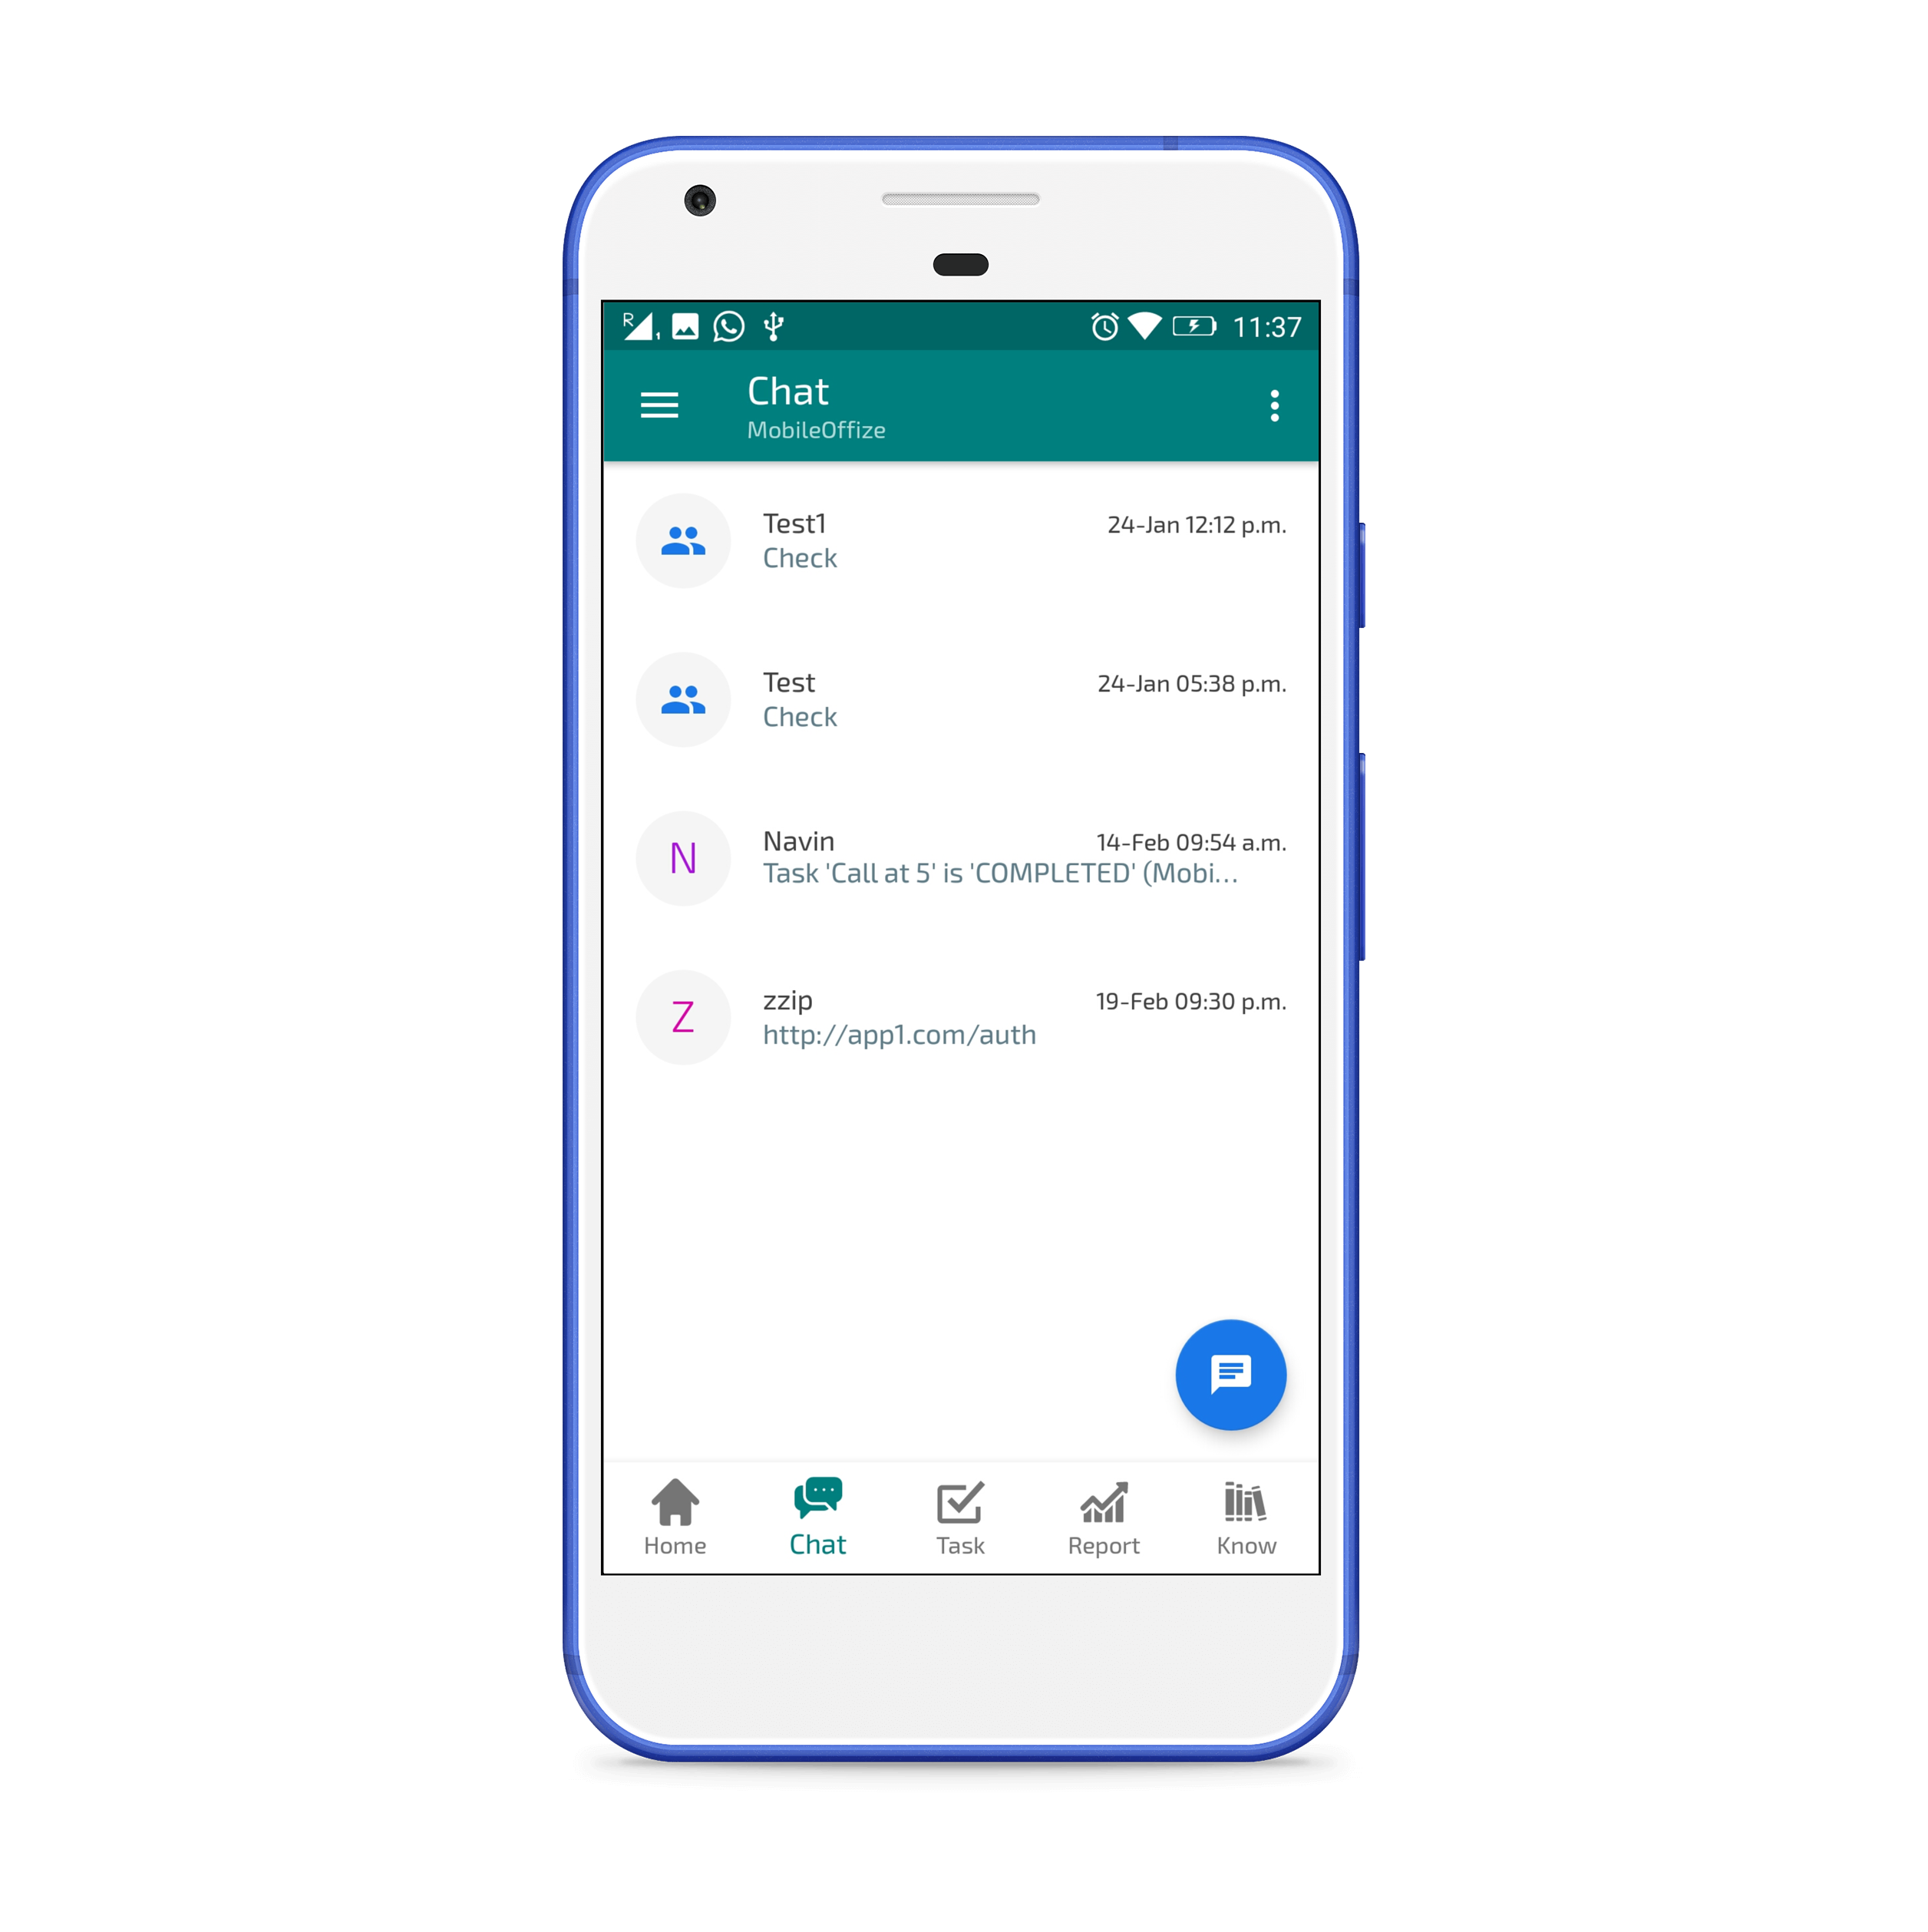 R
1
11:37
Chat
MobileOffize
Test1
24-Jan 12:12 p.m.
Check
Test
24-Jan 05:38 p.m.
Check
N
Navin
14-Feb 09:54 a.m.
Task 'Call at 5' is 'COMPLETED' (Mobi...
Z
zzip
19-Feb 09:30 p.m.
http://app1.com/auth
Home
Chat
Task
Report
Know